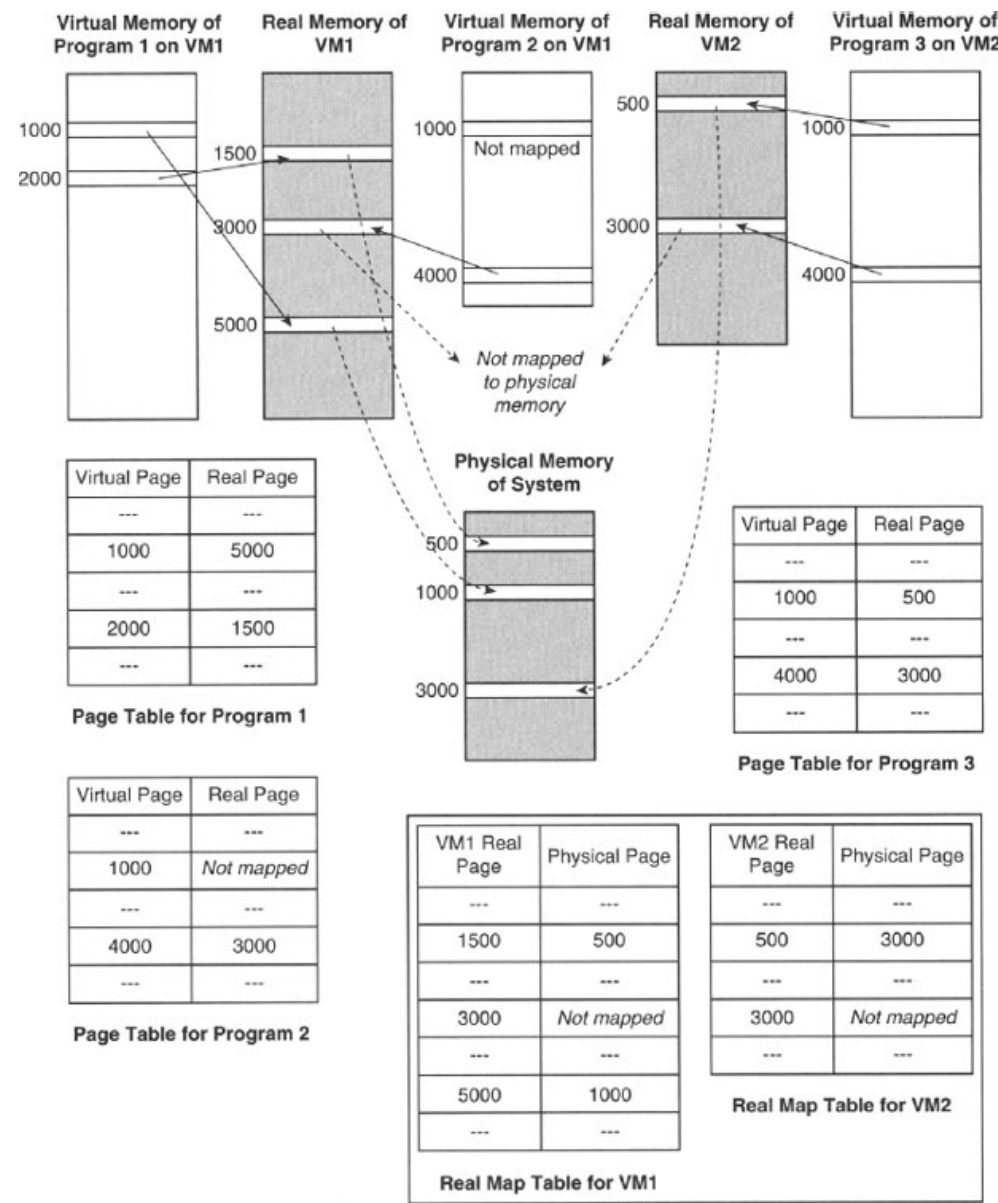 Virtual Memory of
Program 1 on VM1
Real Memory of
VM1
Virtual Memory of
Program 2 on VM1
Real Memory of
VM2
Virtual Memory of
Program 3 on VM2
1000
2000
1500
3000
5000
1000
Not mapped
4000
500
3000
1000
4000
Not mapped
to physical
memory
Physical Memory
of System
500
1000
3000
Virtual Page Real Page
--- ---
1000 5000
--- ---
2000 1500
--- ---
Page Table for Program 1
Virtual Page Real Page
--- ---
1000 500
--- ---
4000 3000
--- ---
Page Table for Program 3
Virtual Page Real Page
--- ---
1000 Not mapped
--- ---
4000 3000
--- ---
Page Table for Program 2
VM1 Real
Page Physical Page
--- ---
1500 500
--- ---
3000 Not mapped
--- ---
5000 1000
--- ---
Real Map Table for VM1
VM2 Real
Page Physical Page
--- ---
500 3000
--- ---
3000 Not mapped
--- ---
Real Map Table for VM2